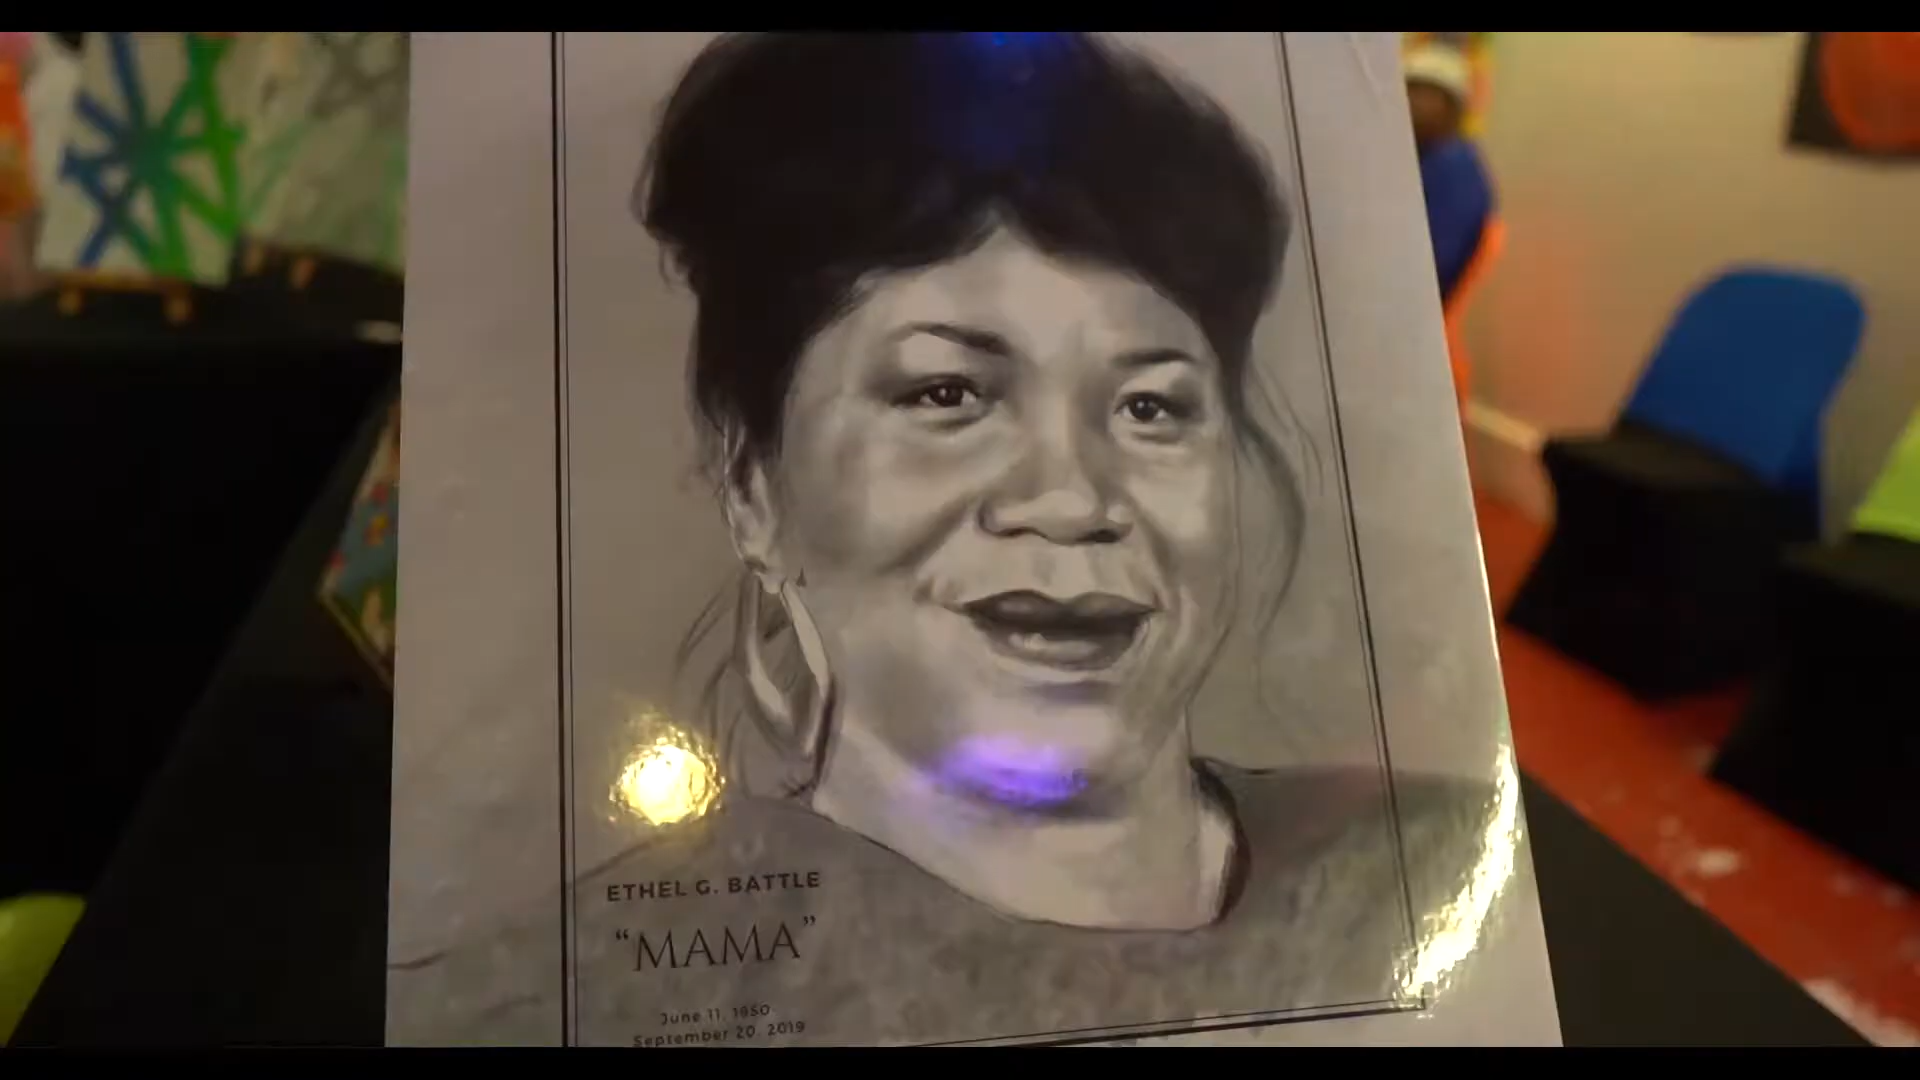 ETHEL G. BATTLE
“MAMA”
June 11, 1950
September 20, 2019